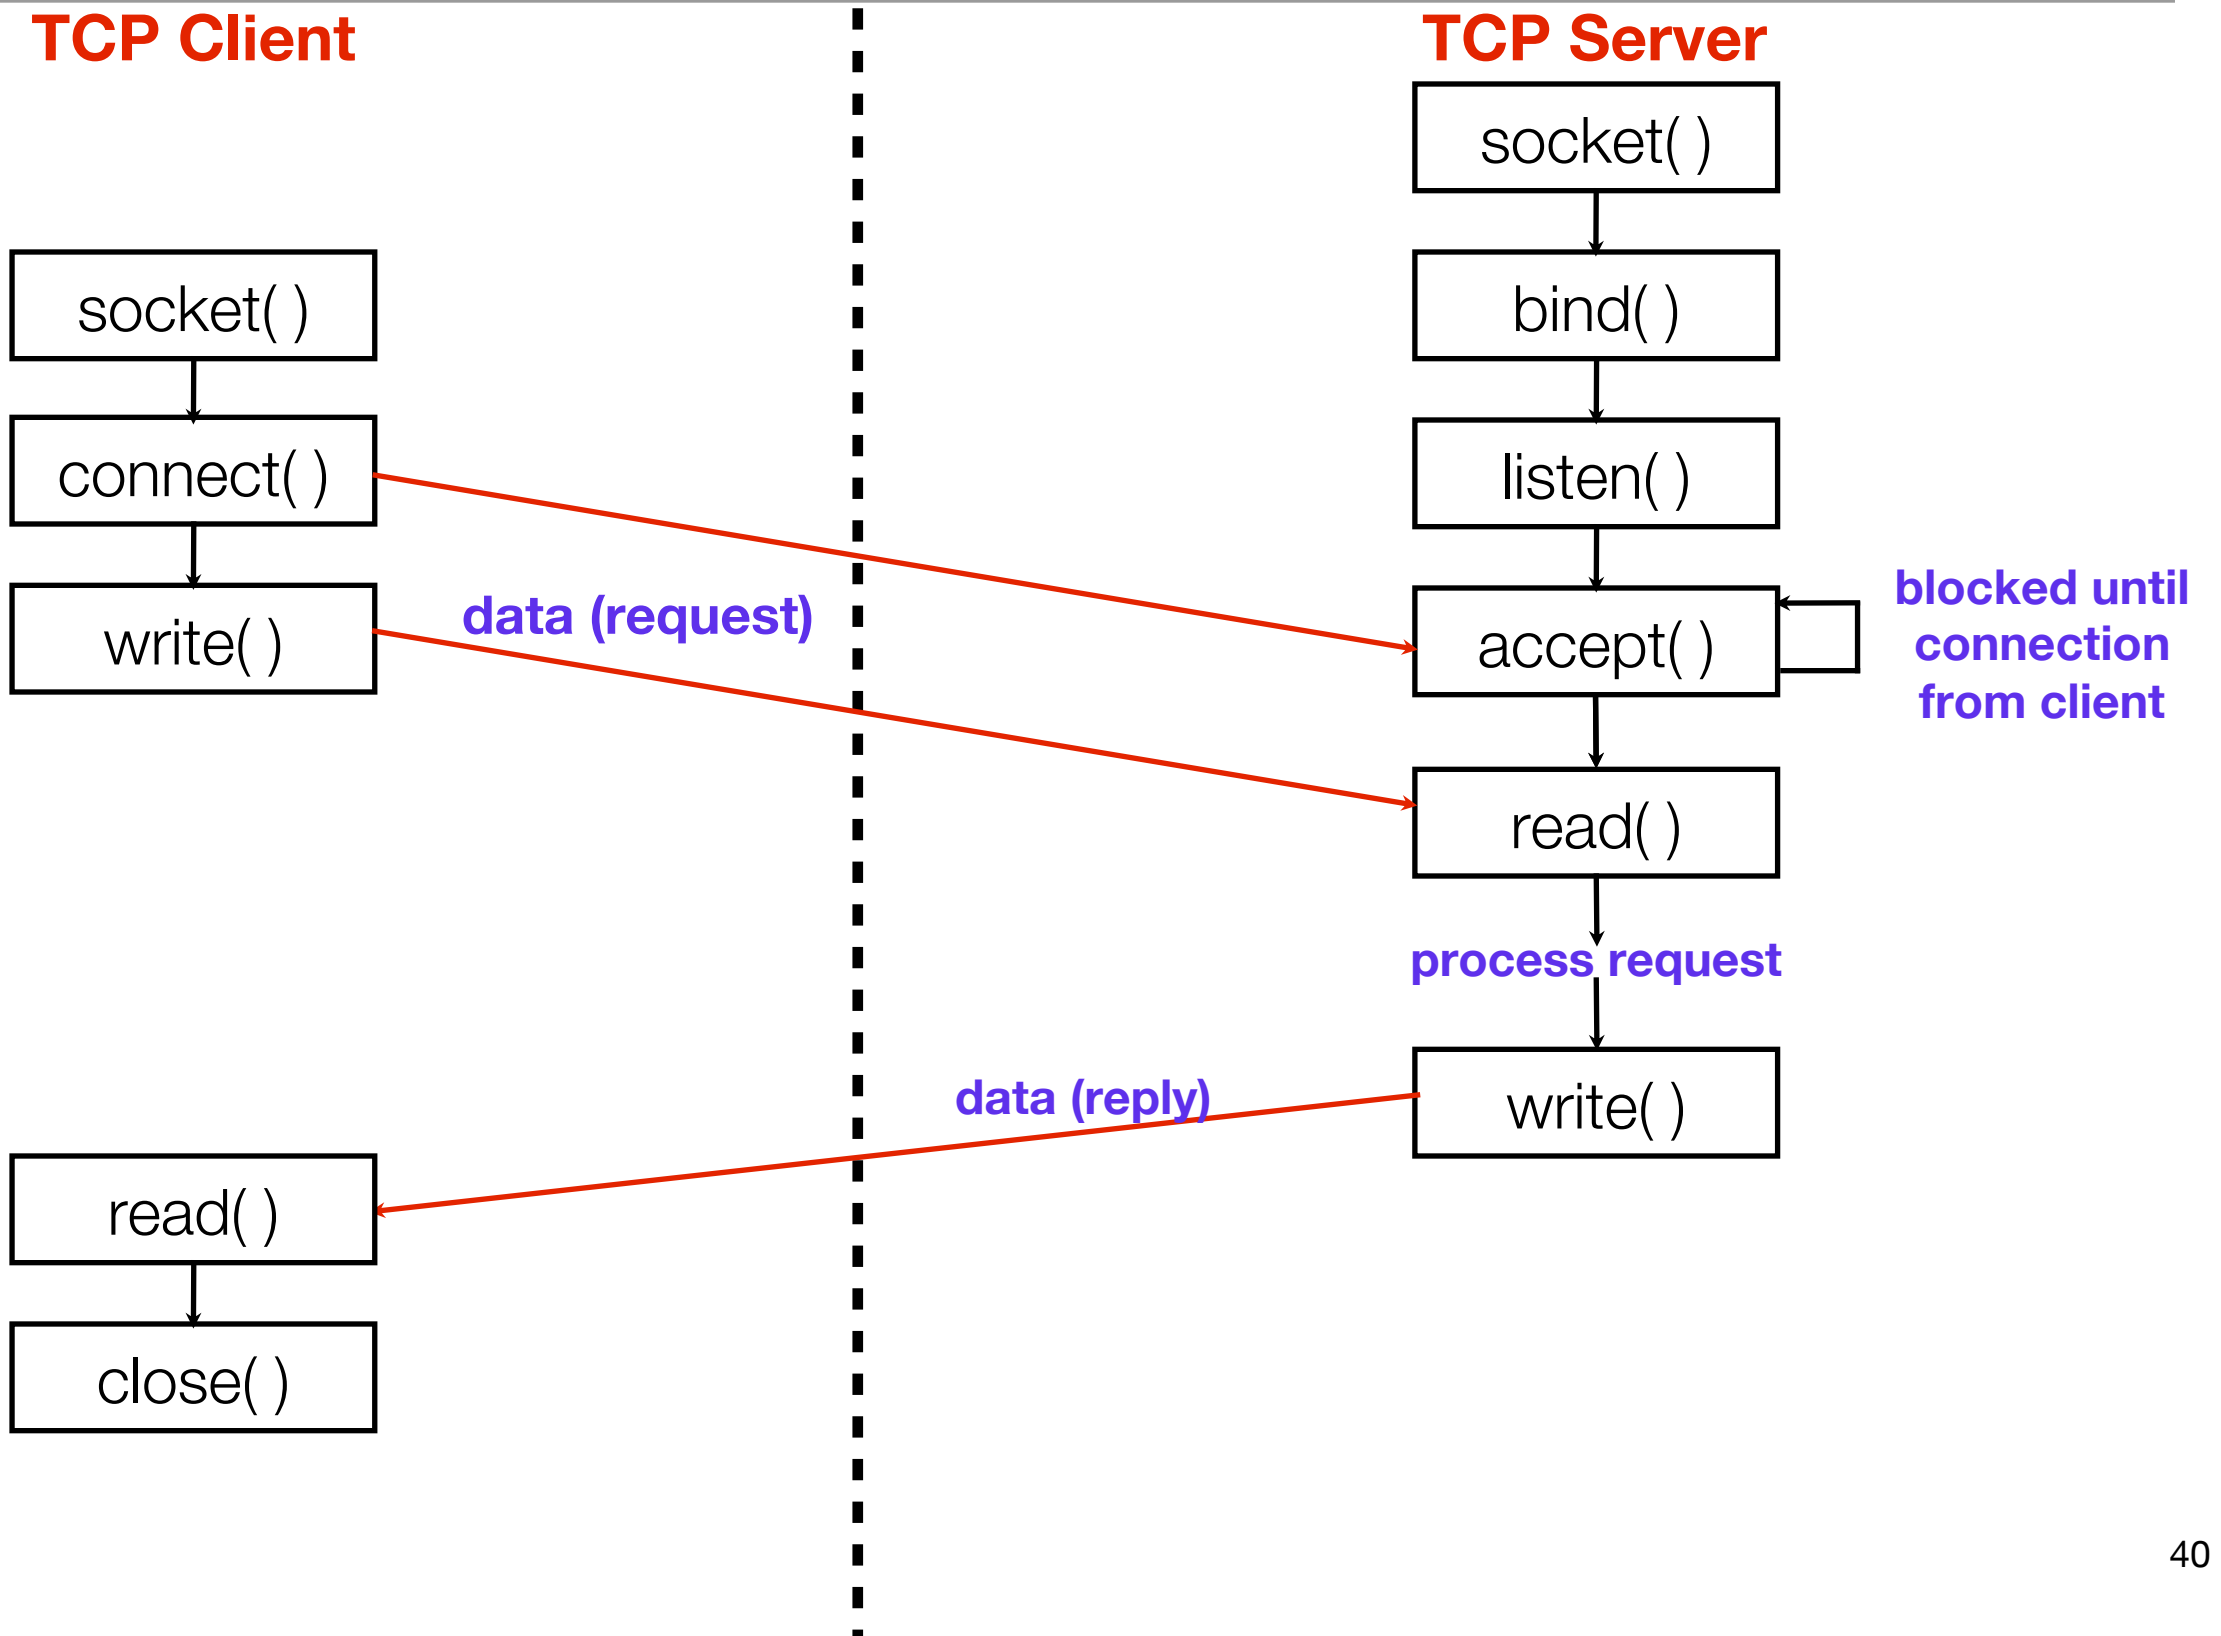 TCP Client
TCP Server
socket( )
socket( )
bind( )
connect( )
listen( )
write( )
data (request)
accept( )
blocked until
connection
from client
read( )
process request
data (reply)
write( )
read( )
close( )
40